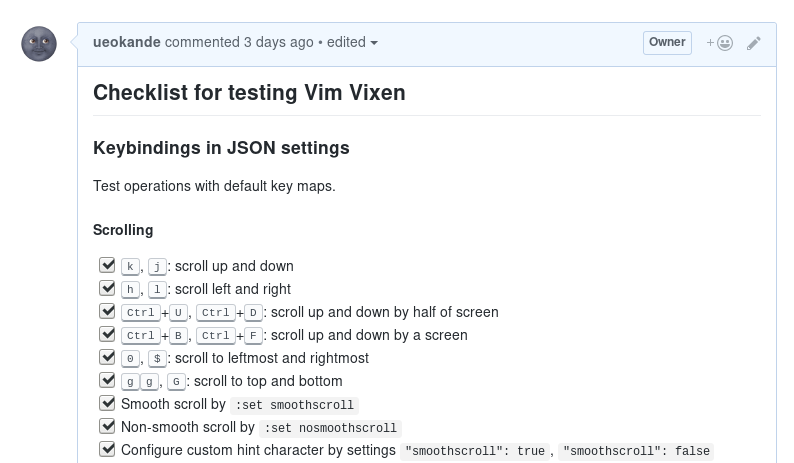 ueokande commented 3 days ago • edited
Owner
Checklist for testing Vim Vixen
Keybindings in JSON settings
Test operations with default key maps.
Scrolling
k, j: scroll up and down
h, l: scroll left and right
Ctrl+U, Ctrl+D: scroll up and down by half of screen
Ctrl+B, Ctrl+F: scroll up and down by a screen
0, $: scroll to leftmost and rightmost
g g, G: scroll to top and bottom
Smooth scroll by :set smoothscroll
Non-smooth scroll by :set nosmoothscroll
Configure custom hint character by settings "smoothscroll": true, "smoothscroll": false